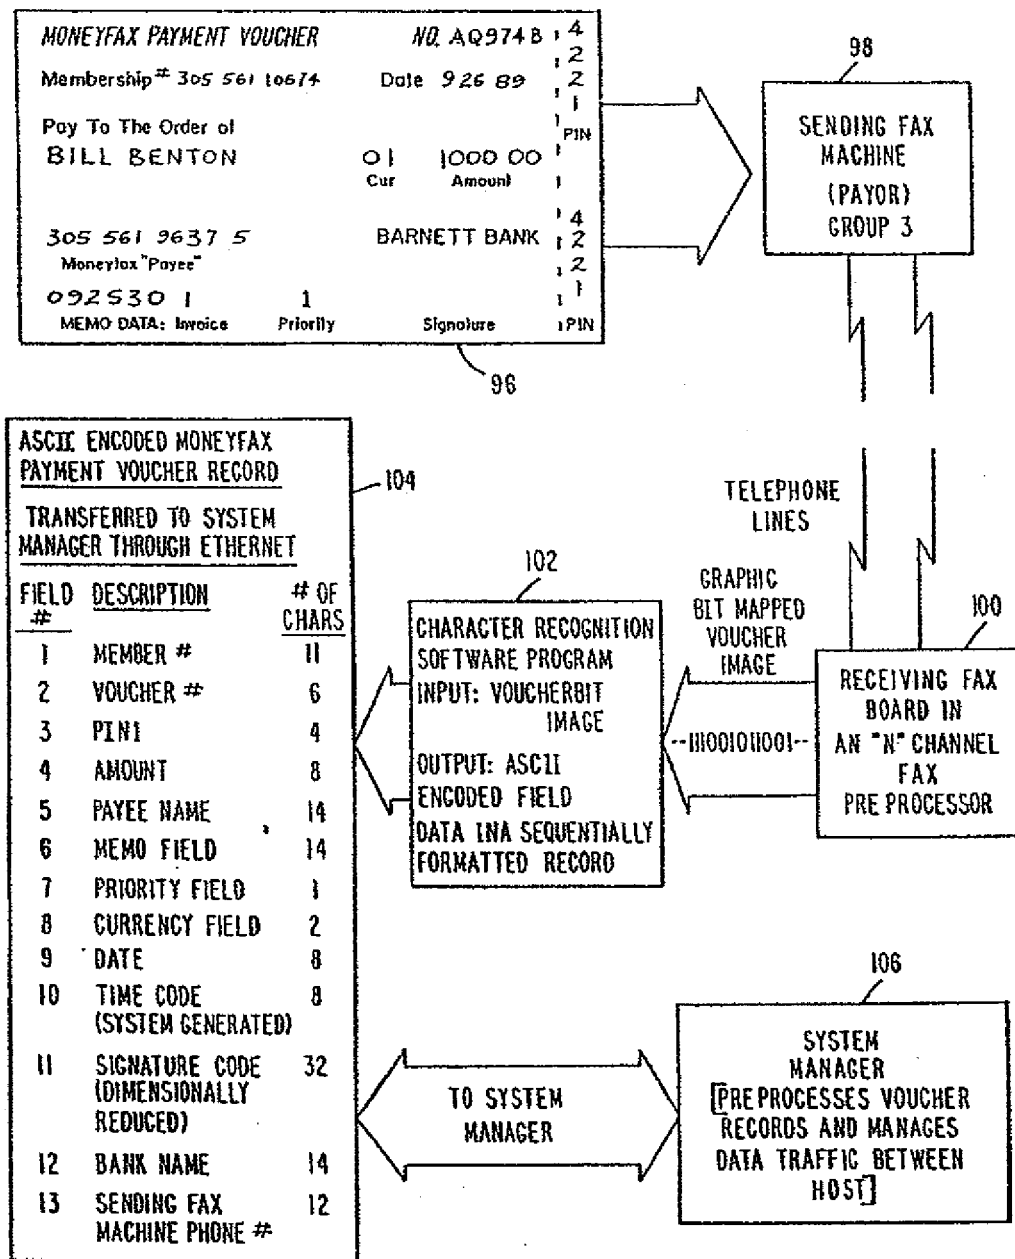 MONEYFAX PAYMENT VOUCHER NO. AQ974B
Membership # 305 561 10674 Date 9 26 89
4
2
2
1
PIN
Pay To The Order of
BILL BENTON 01 1000 00
Cur Amount
305 561 9637 5 BARNETT BANK
Moneyfax "Payee"
4
2
2
1
PIN
092530 1 1
MEMO DATA: Invoice Priority Signature
96
98
SENDING FAX
MACHINE
(PAYOR)
GROUP 3
TELEPHONE
LINES
100
RECEIVING FAX
BOARD IN
AN "N" CHANNEL
FAX
PRE PROCESSOR
GRAPHIC
BIT MAPPED
VOUCHER
IMAGE
--111001011001--
102
CHARACTER RECOGNITION
SOFTWARE PROGRAM
INPUT: VOUCHERBIT
IMAGE
OUTPUT: ASCII
ENCODED FIELD
DATA INA SEQUENTIALLY
FORMATTED RECORD
104
ASCII ENCODED MONEYFAX
PAYMENT VOUCHER RECORD
TRANSFERRED TO SYSTEM
MANAGER THROUGH ETHERNET
FIELD # DESCRIPTION # OF CHARS
1 MEMBER # 11
2 VOUCHER # 6
3 PIN1 4
4 AMOUNT 8
5 PAYEE NAME 14
6 MEMO FIELD 14
7 PRIORITY FIELD 1
8 CURRENCY FIELD 2
9 DATE 8
10 TIME CODE 8
(SYSTEM GENERATED)
11 SIGNATURE CODE 32
(DIMENSIONALLY
REDUCED)
12 BANK NAME 14
13 SENDING FAX 12
MACHINE PHONE #
TO SYSTEM
MANAGER
106
SYSTEM
MANAGER
[PREPROCESSES VOUCHER
RECORDS AND MANAGES
DATA TRAFFIC BETWEEN
HOST]